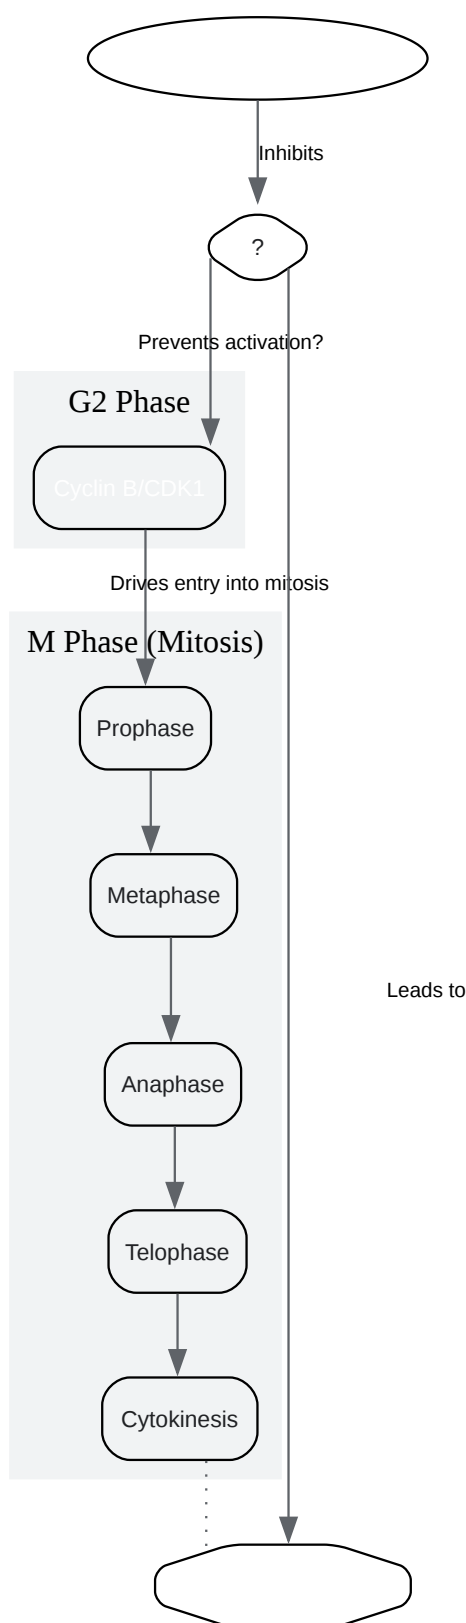 Inhibits
?
Prevents activation?
G2 Phase
Cyclin B/CDK1
Drives entry into mitosis
M Phase (Mitosis)
Prophase
Metaphase
Leads to
Anaphase
Telophase
Cytokinesis